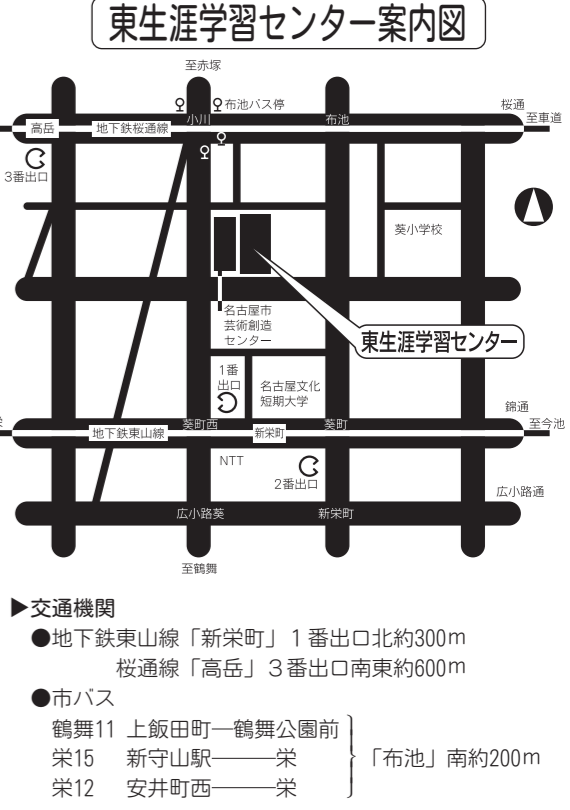 東生涯学習センター案内図
至赤塚
布池バス停
桜通
小川
布池
至車道
高岳
地下鉄桜通線
3番出口
葵小学校
名古屋市
芸術創造
センター
東生涯学習センター
1番
出口
名古屋文化
短期大学
錦通
葵町西
葵町
至今池
地下鉄東山線
新栄町
NTT
2番出口
広小路通
広小路葵
新栄町
至鶴舞
▶交通機関
●地下鉄東山線「新栄町」1番出口北約300m
桜通線「高岳」3番出口南東約600m
●市バス
鶴舞11 上飯田町―鶴舞公園前
栄15 新守山駅―――栄
「布池」南約200m
栄12 安井町西―――栄